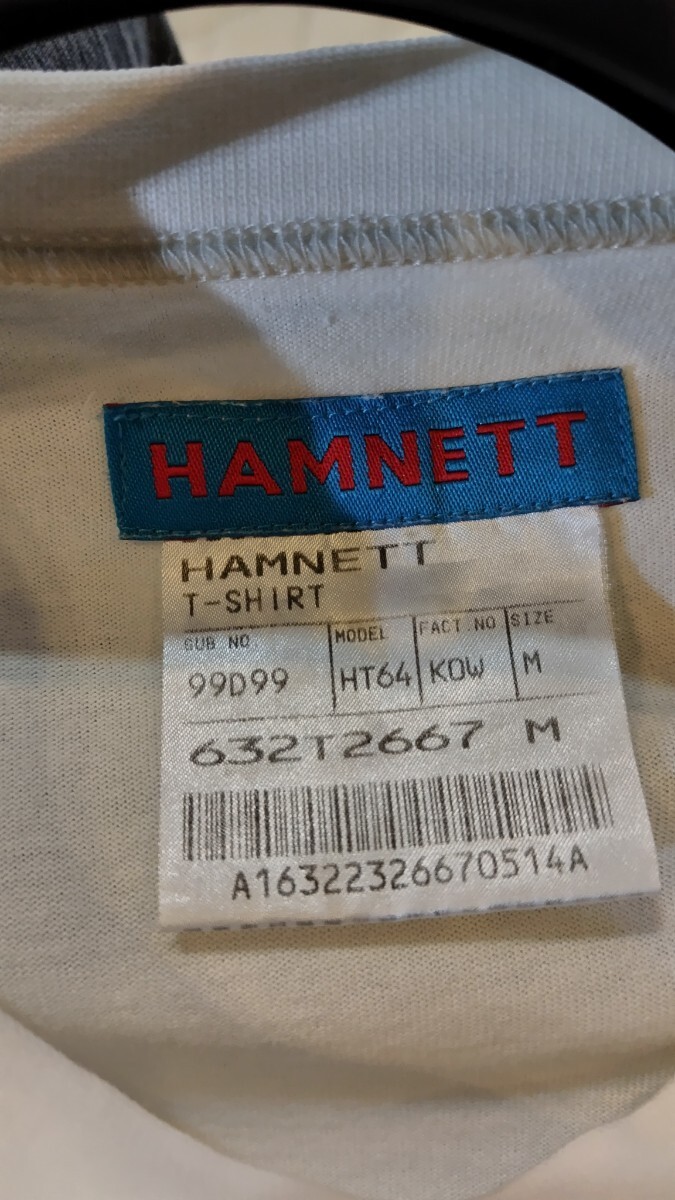 HAMNETT
HAMNETT
T-SHIRT
SUB NO. MODEL FACT.NO SIZE
99D99 HT64 KOW M
632T2667 M
A16322326670514A